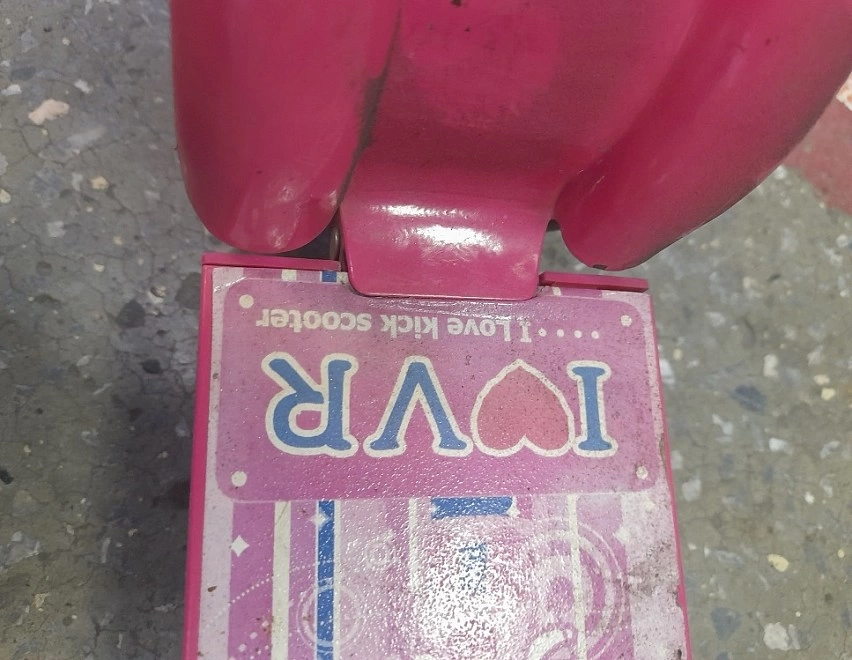 I♥VR
.....I Love kick scooter